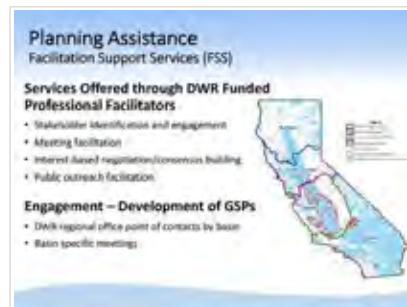 Planning Assistance
Facilitation Support Services (FSS)
Services Offered through DWR Funded
Professional Facilitators
• Stakeholder identification and engagement
• Meeting facilitation
• Interest-based negotiation/consensus building
• Public outreach facilitation
Engagement – Development of GSPs
• DWR regional office point of contacts by basin
• Basin specific meetings